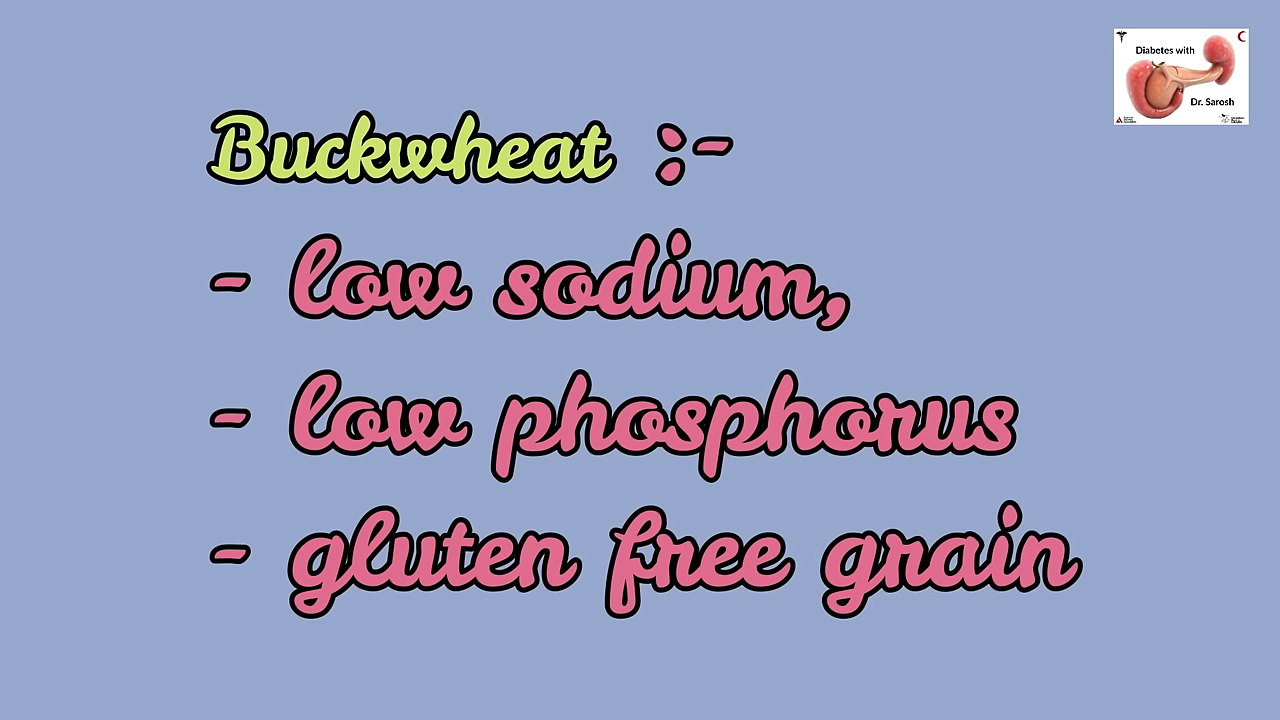 Diabetes with
Dr. Sarosh
Buckwheat :-
- low sodium,
- low phosphorus
- gluten free grain